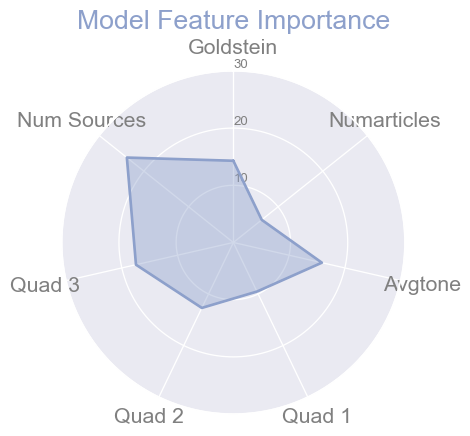 Model Feature Importance
Goldstein
30
Num Sources
20
Numarticles
10
Quad 3
Avgtone
Quad 2
Quad 1